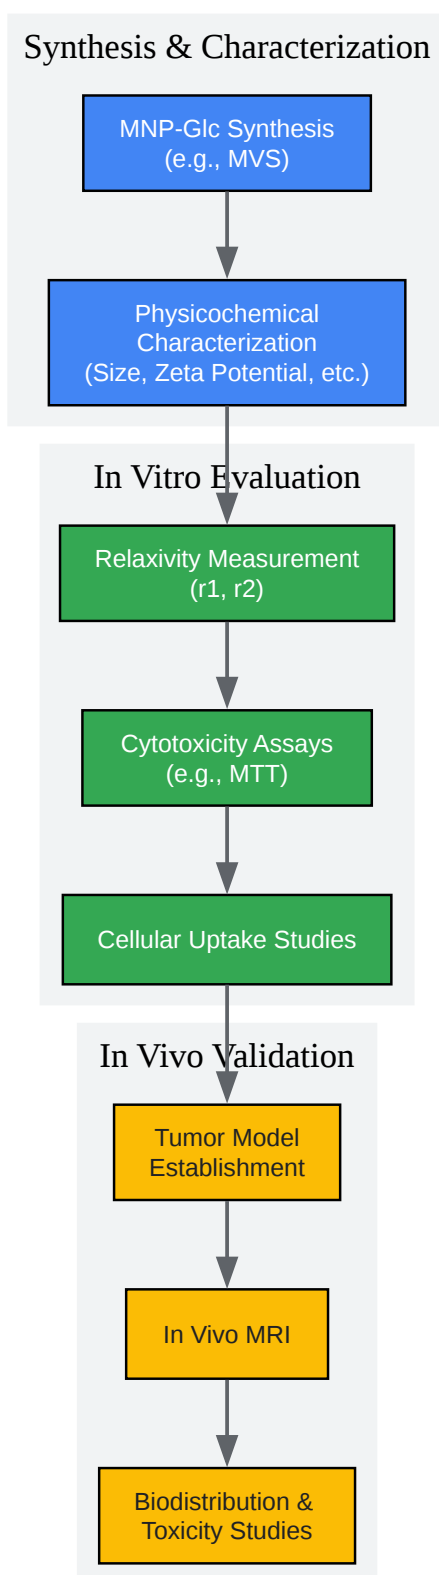 Synthesis & Characterization
MNP-Glc Synthesis
(e.g., MVS)
Physicochemical
Characterization
(Size, Zeta Potential, etc.)
In Vitro Evaluation
Relaxivity Measurement
(r1, r2)
Cytotoxicity Assays
(e.g., MTT)
Cellular Uptake Studies
In Vivo Validation
Tumor Model
Establishment
In Vivo MRI
Biodistribution &
Toxicity Studies